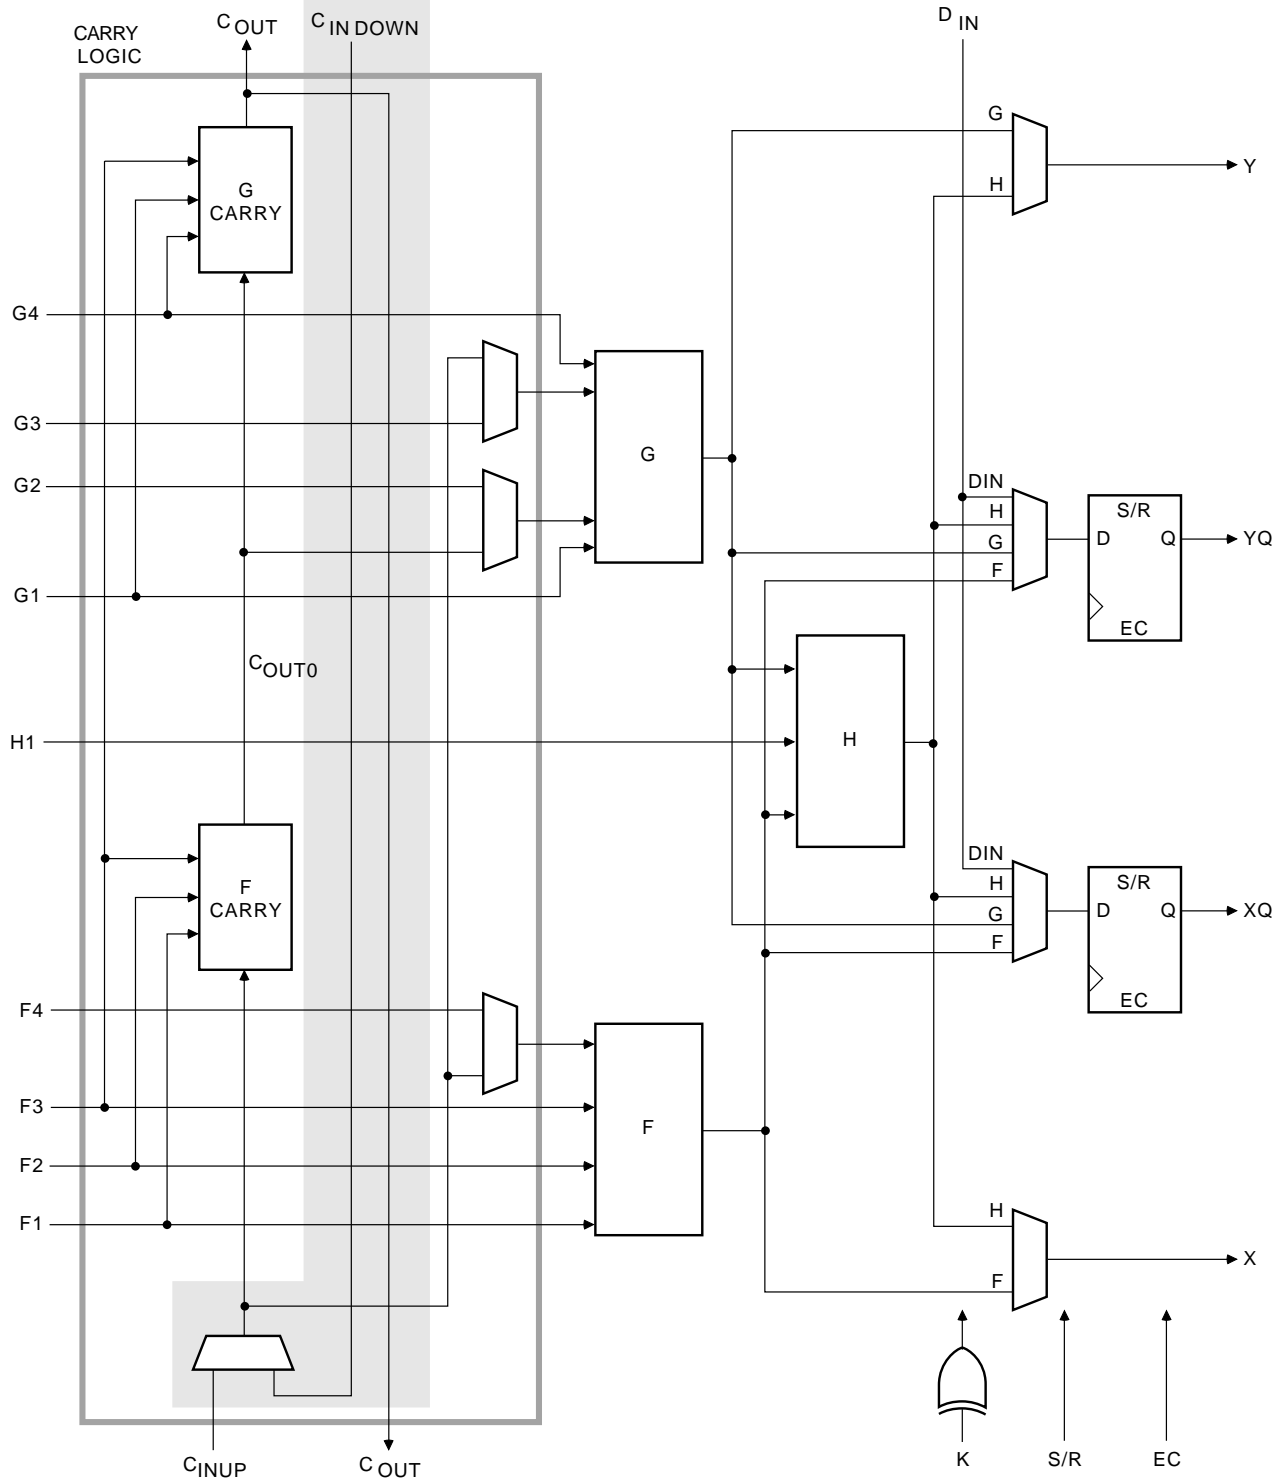 CARRY
LOGIC
C OUT
C IN DOWN
D IN
G
CARRY
G4
G3
G2
G1
G
C OUT0
H1
H
F
CARRY
F4
F3
F2
F1
F
C INUP
C OUT
G
H
Y
DIN
H
G
F
S/R
D
Q
EC
YQ
DIN
H
G
F
S/R
D
Q
EC
XQ
H
F
X
K
S/R
EC